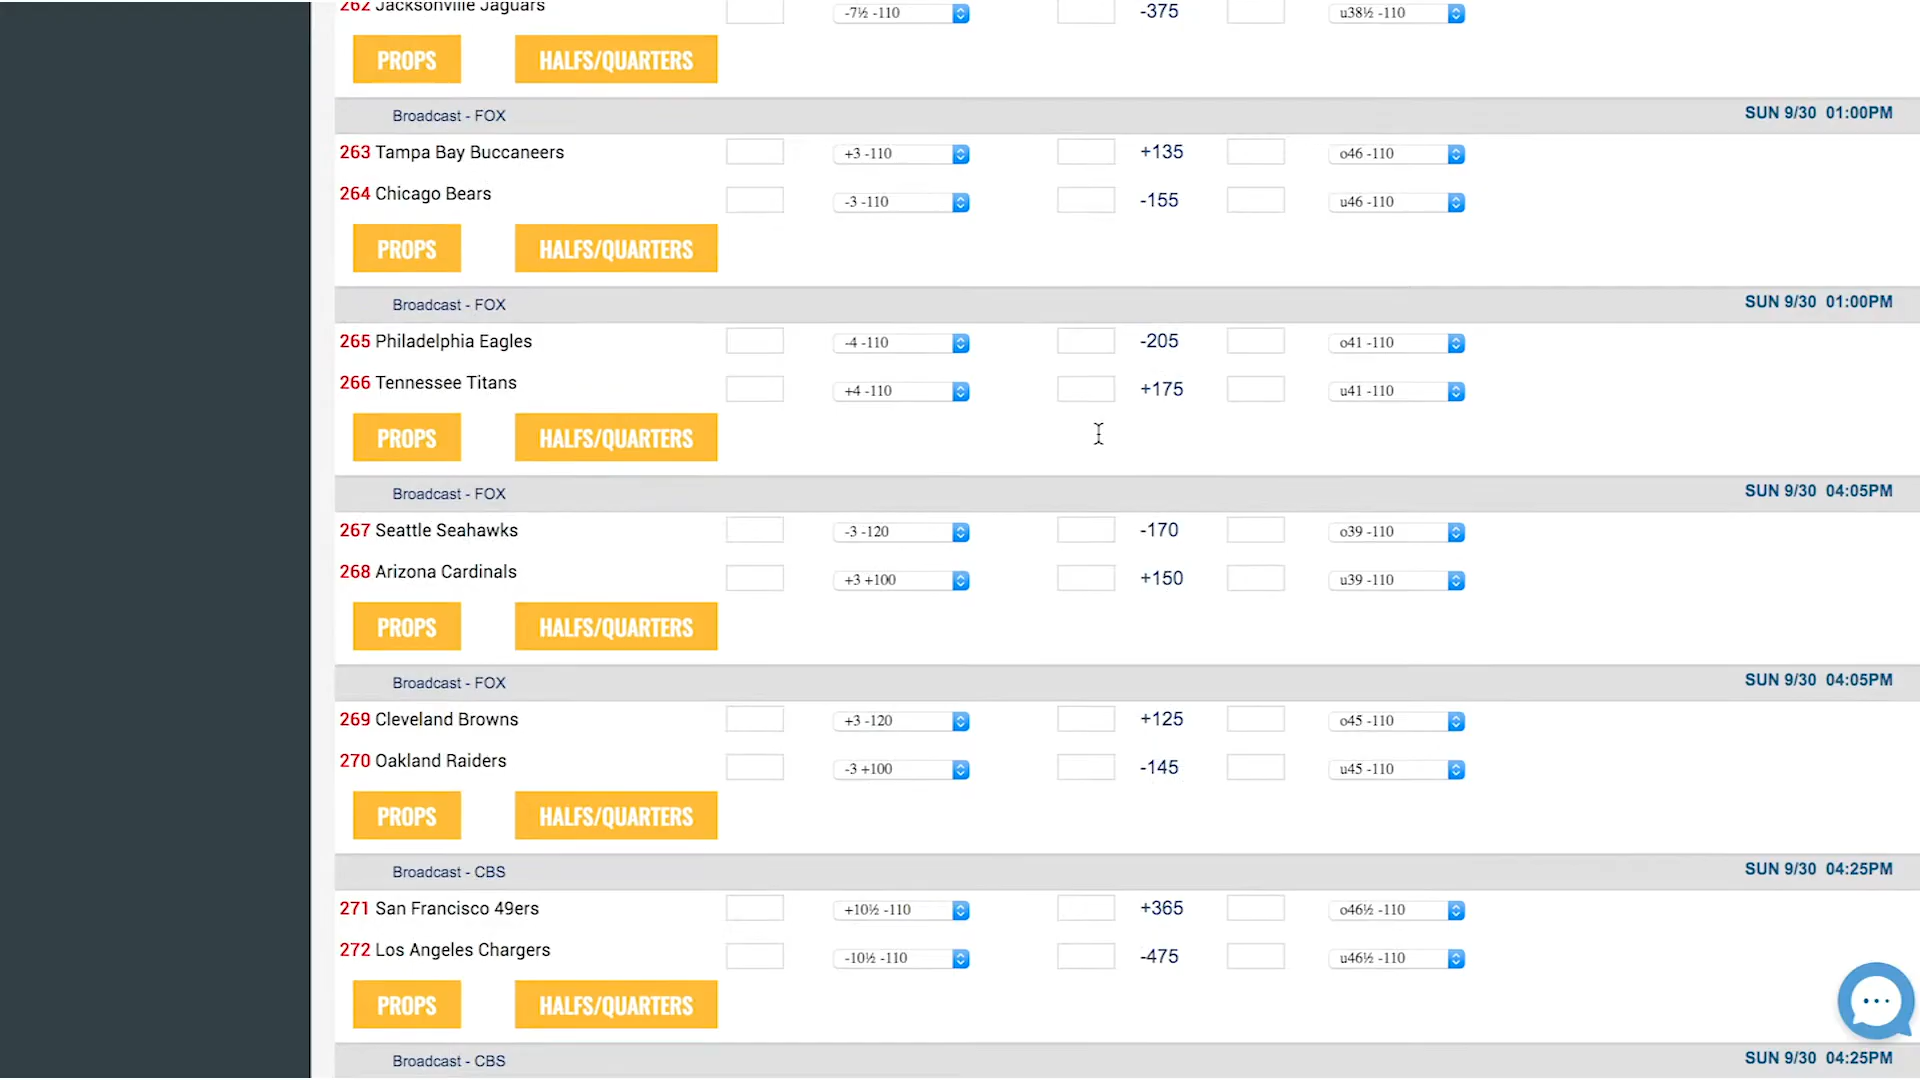 262 Jacksonville Jaguars -7½ -110 -375 u38½ -110
PROPS HALFS/QUARTERS
Broadcast - FOX SUN 9/30 01:00PM
263 Tampa Bay Buccaneers +3 -110 +135 o46 -110
264 Chicago Bears -3 -110 -155 u46 -110
PROPS HALFS/QUARTERS
Broadcast - FOX SUN 9/30 01:00PM
265 Philadelphia Eagles -4 -110 -205 o41 -110
266 Tennessee Titans +4 -110 +175 u41 -110
PROPS HALFS/QUARTERS
Broadcast - FOX SUN 9/30 04:05PM
267 Seattle Seahawks -3 -120 -170 o39 -110
268 Arizona Cardinals +3 +100 +150 u39 -110
PROPS HALFS/QUARTERS
Broadcast - FOX SUN 9/30 04:05PM
269 Cleveland Browns +3 -120 +125 o45 -110
270 Oakland Raiders -3 +100 -145 u45 -110
PROPS HALFS/QUARTERS
Broadcast - CBS SUN 9/30 04:25PM
271 San Francisco 49ers +10½ -110 +365 o46½ -110
272 Los Angeles Chargers -10½ -110 -475 u46½ -110
PROPS HALFS/QUARTERS
Broadcast - CBS SUN 9/30 04:25PM